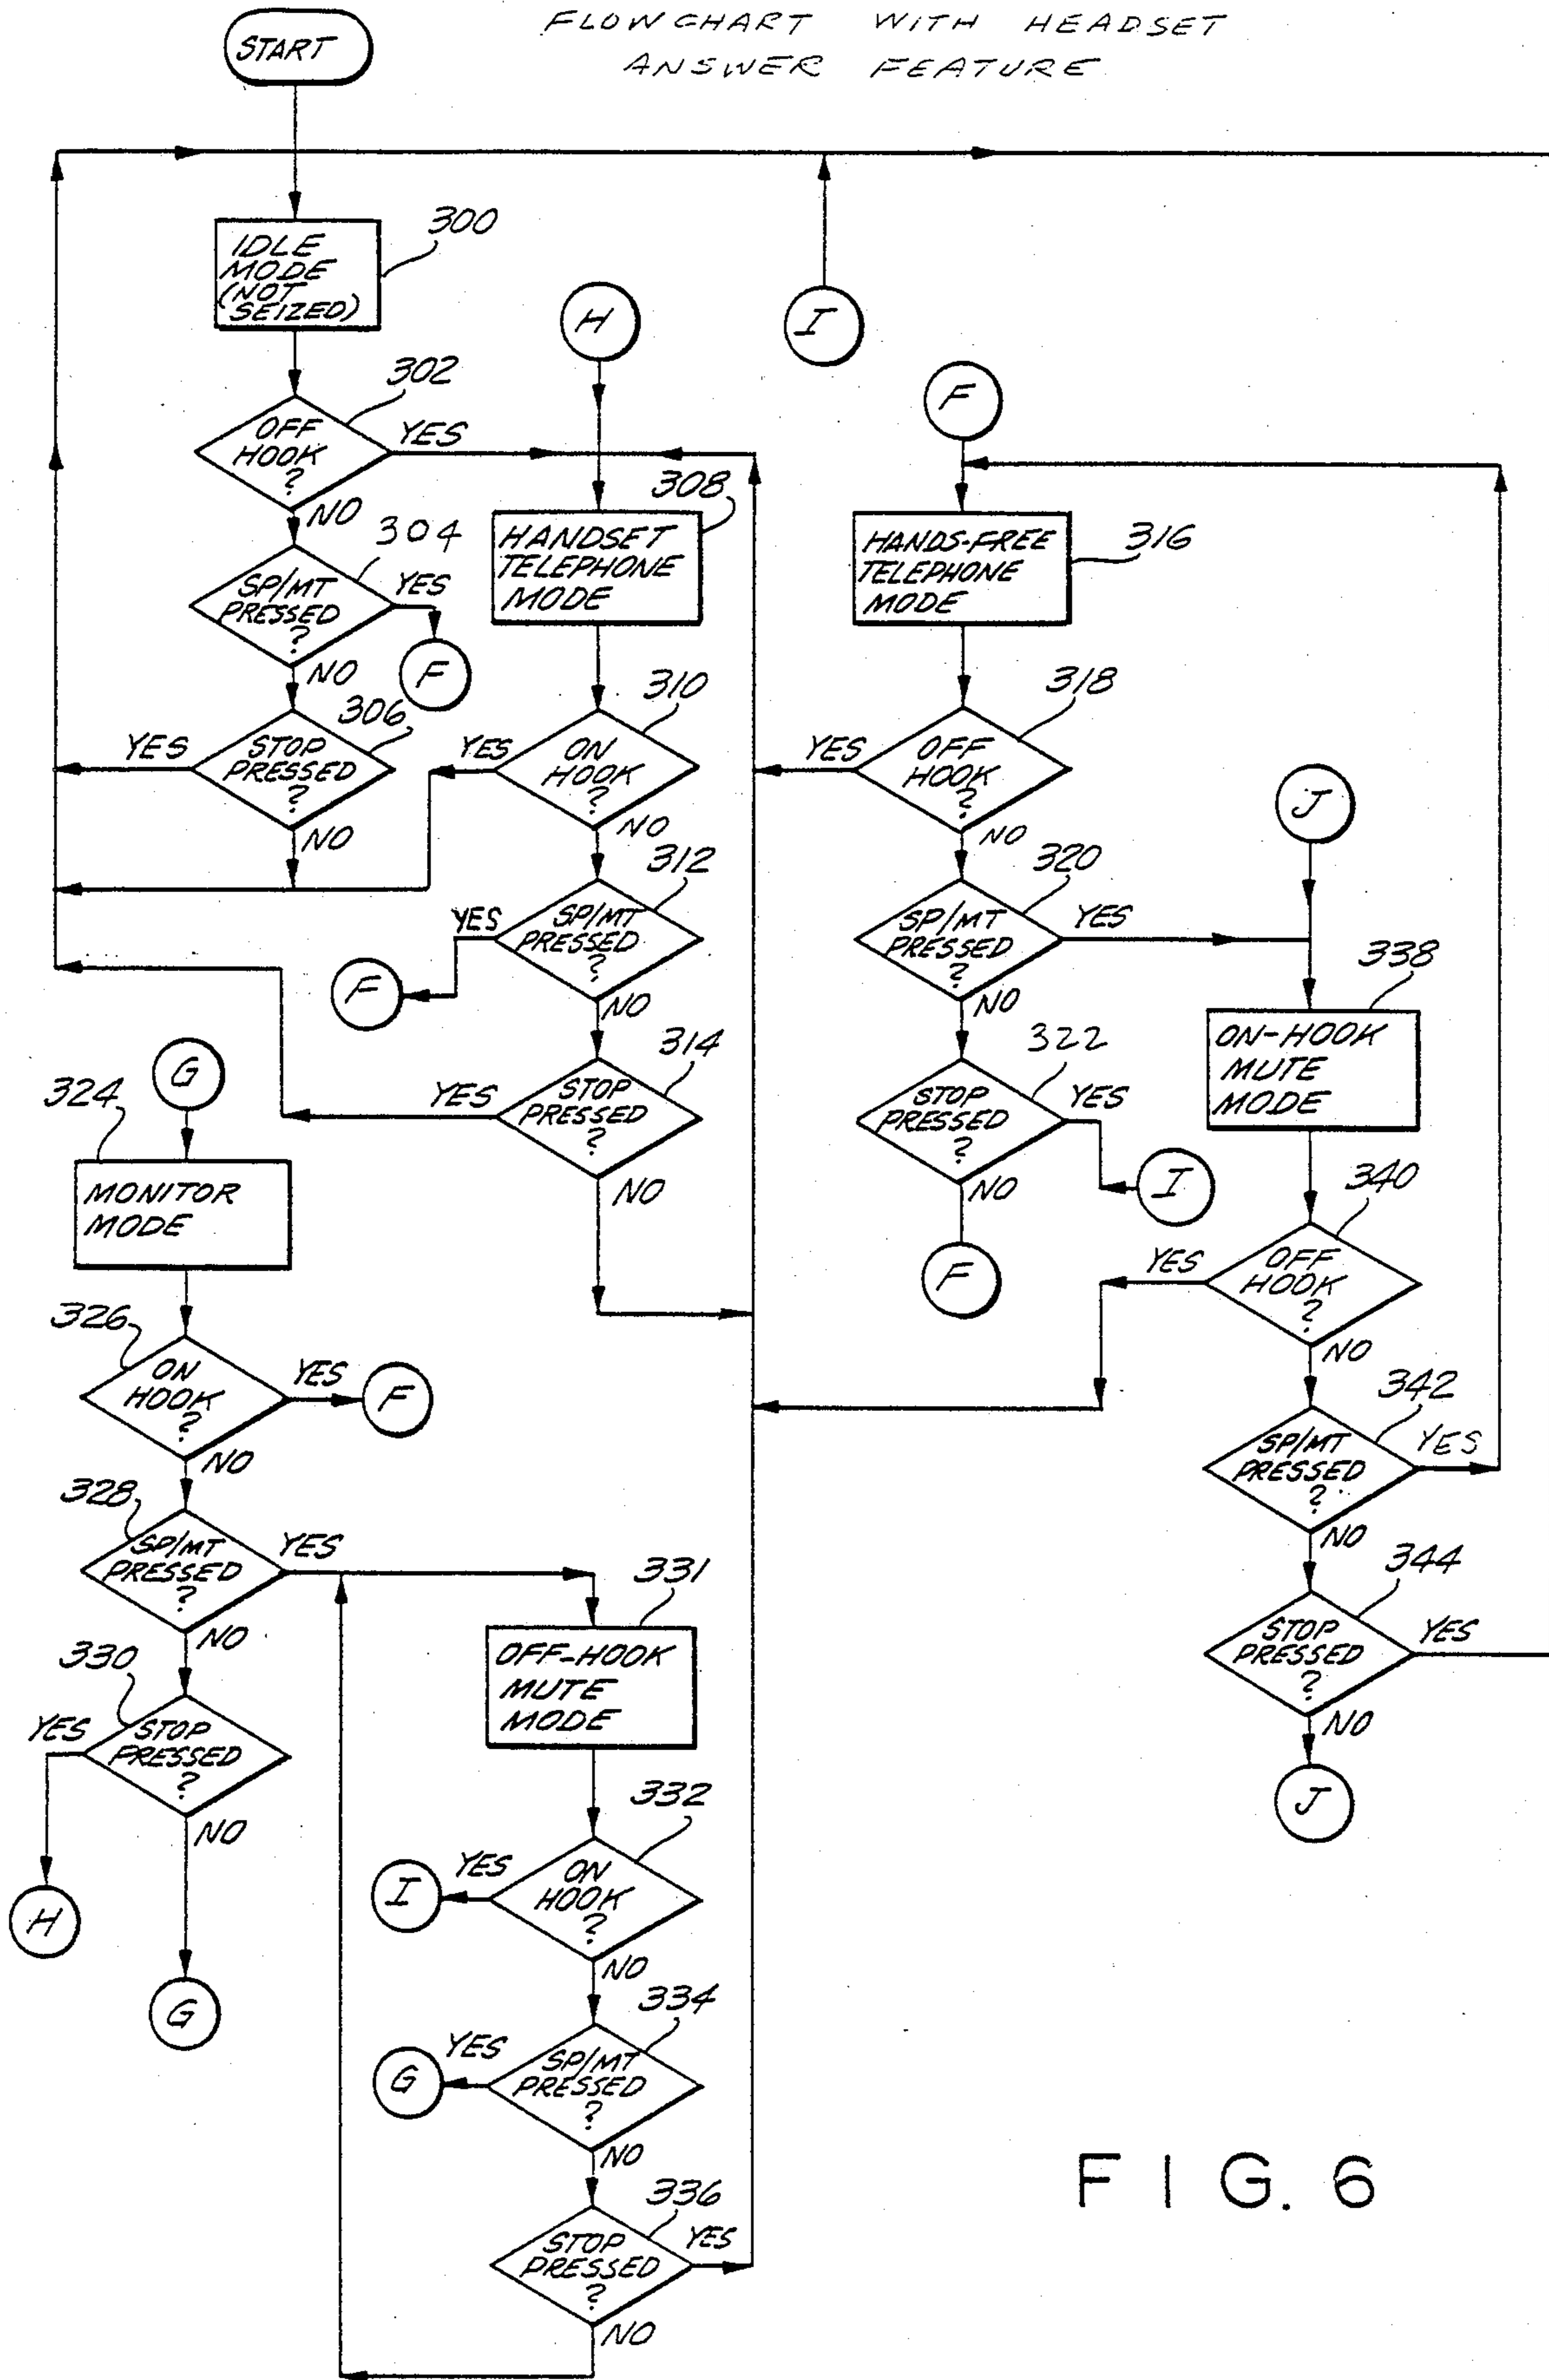 FLOWCHART WITH HEADSET
ANSWER FEATURE
START
300
IDLE
MODE
(NOT
SEIZED)
H
I
302
OFF
HOOK
?
YES
NO
F
304
SP/MT
PRESSED
?
YES
NO
F
306
STOP
PRESSED
?
YES
NO
308
HANDSET
TELEPHONE
MODE
310
ON
HOOK
?
YES
NO
312
SP/MT
PRESSED
?
YES
NO
F
314
STOP
PRESSED
?
YES
NO
316
HANDS-FREE
TELEPHONE
MODE
318
OFF
HOOK
?
YES
NO
320
SP/MT
PRESSED
?
YES
NO
322
STOP
PRESSED
?
YES
NO
I
F
J
338
ON-HOOK
MUTE
MODE
340
OFF
HOOK
?
YES
NO
342
SP/MT
PRESSED
?
YES
NO
344
STOP
PRESSED
?
YES
NO
J
G
324
MONITOR
MODE
326
ON
HOOK
?
YES
NO
F
328
SP/MT
PRESSED
?
YES
NO
330
STOP
PRESSED
?
YES
NO
H
G
331
OFF-HOOK
MUTE
MODE
332
ON
HOOK
?
YES
NO
I
334
SP/MT
PRESSED
?
YES
NO
G
336
STOP
PRESSED
?
YES
NO
FIG. 6